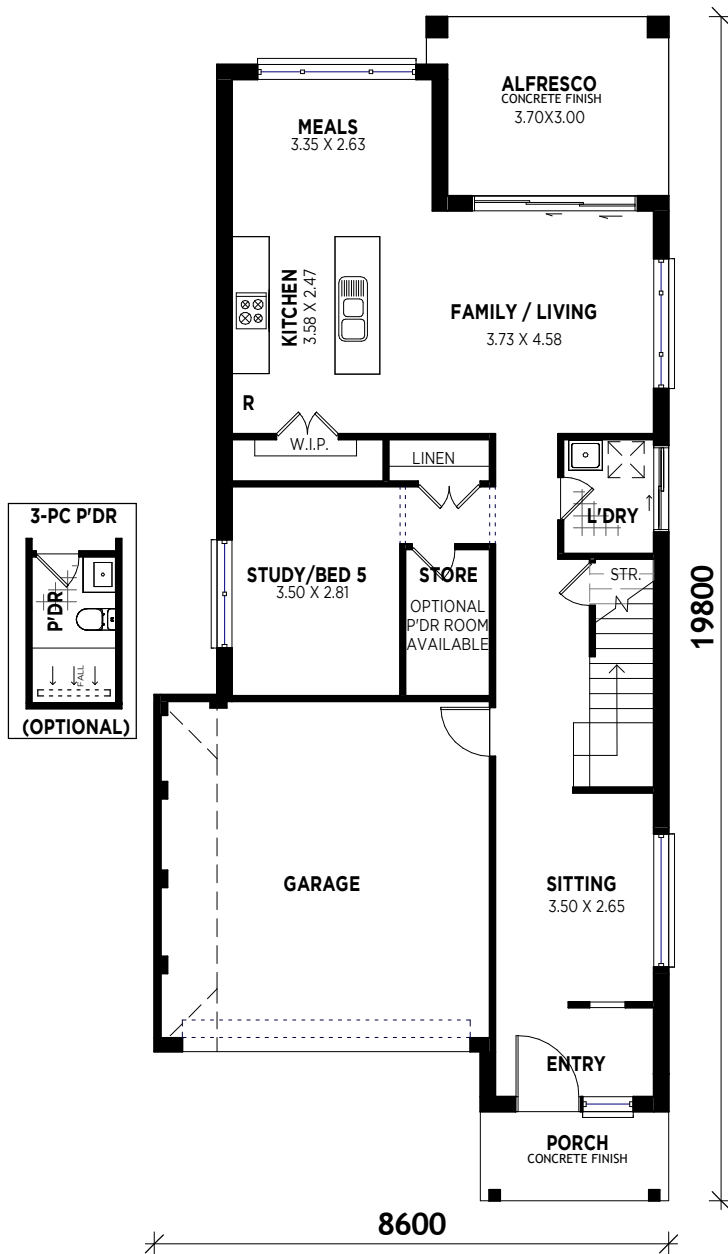 ALFRESCO
CONCRETE FINISH
3.70X3.00
MEALS
3.35 X 2.63
KITCHEN
3.58 X 2.47
FAMILY / LIVING
3.73 X 4.58
R
W.I.P.
LINEN
L'DRY
3-PC P'DR
P'DR
FALL
(OPTIONAL)
STUDY/BED 5
3.50 X 2.81
STORE
OPTIONAL
P'DR ROOM
AVAILABLE
STR.
19800
GARAGE
SITTING
3.50 X 2.65
ENTRY
PORCH
CONCRETE FINISH
8600